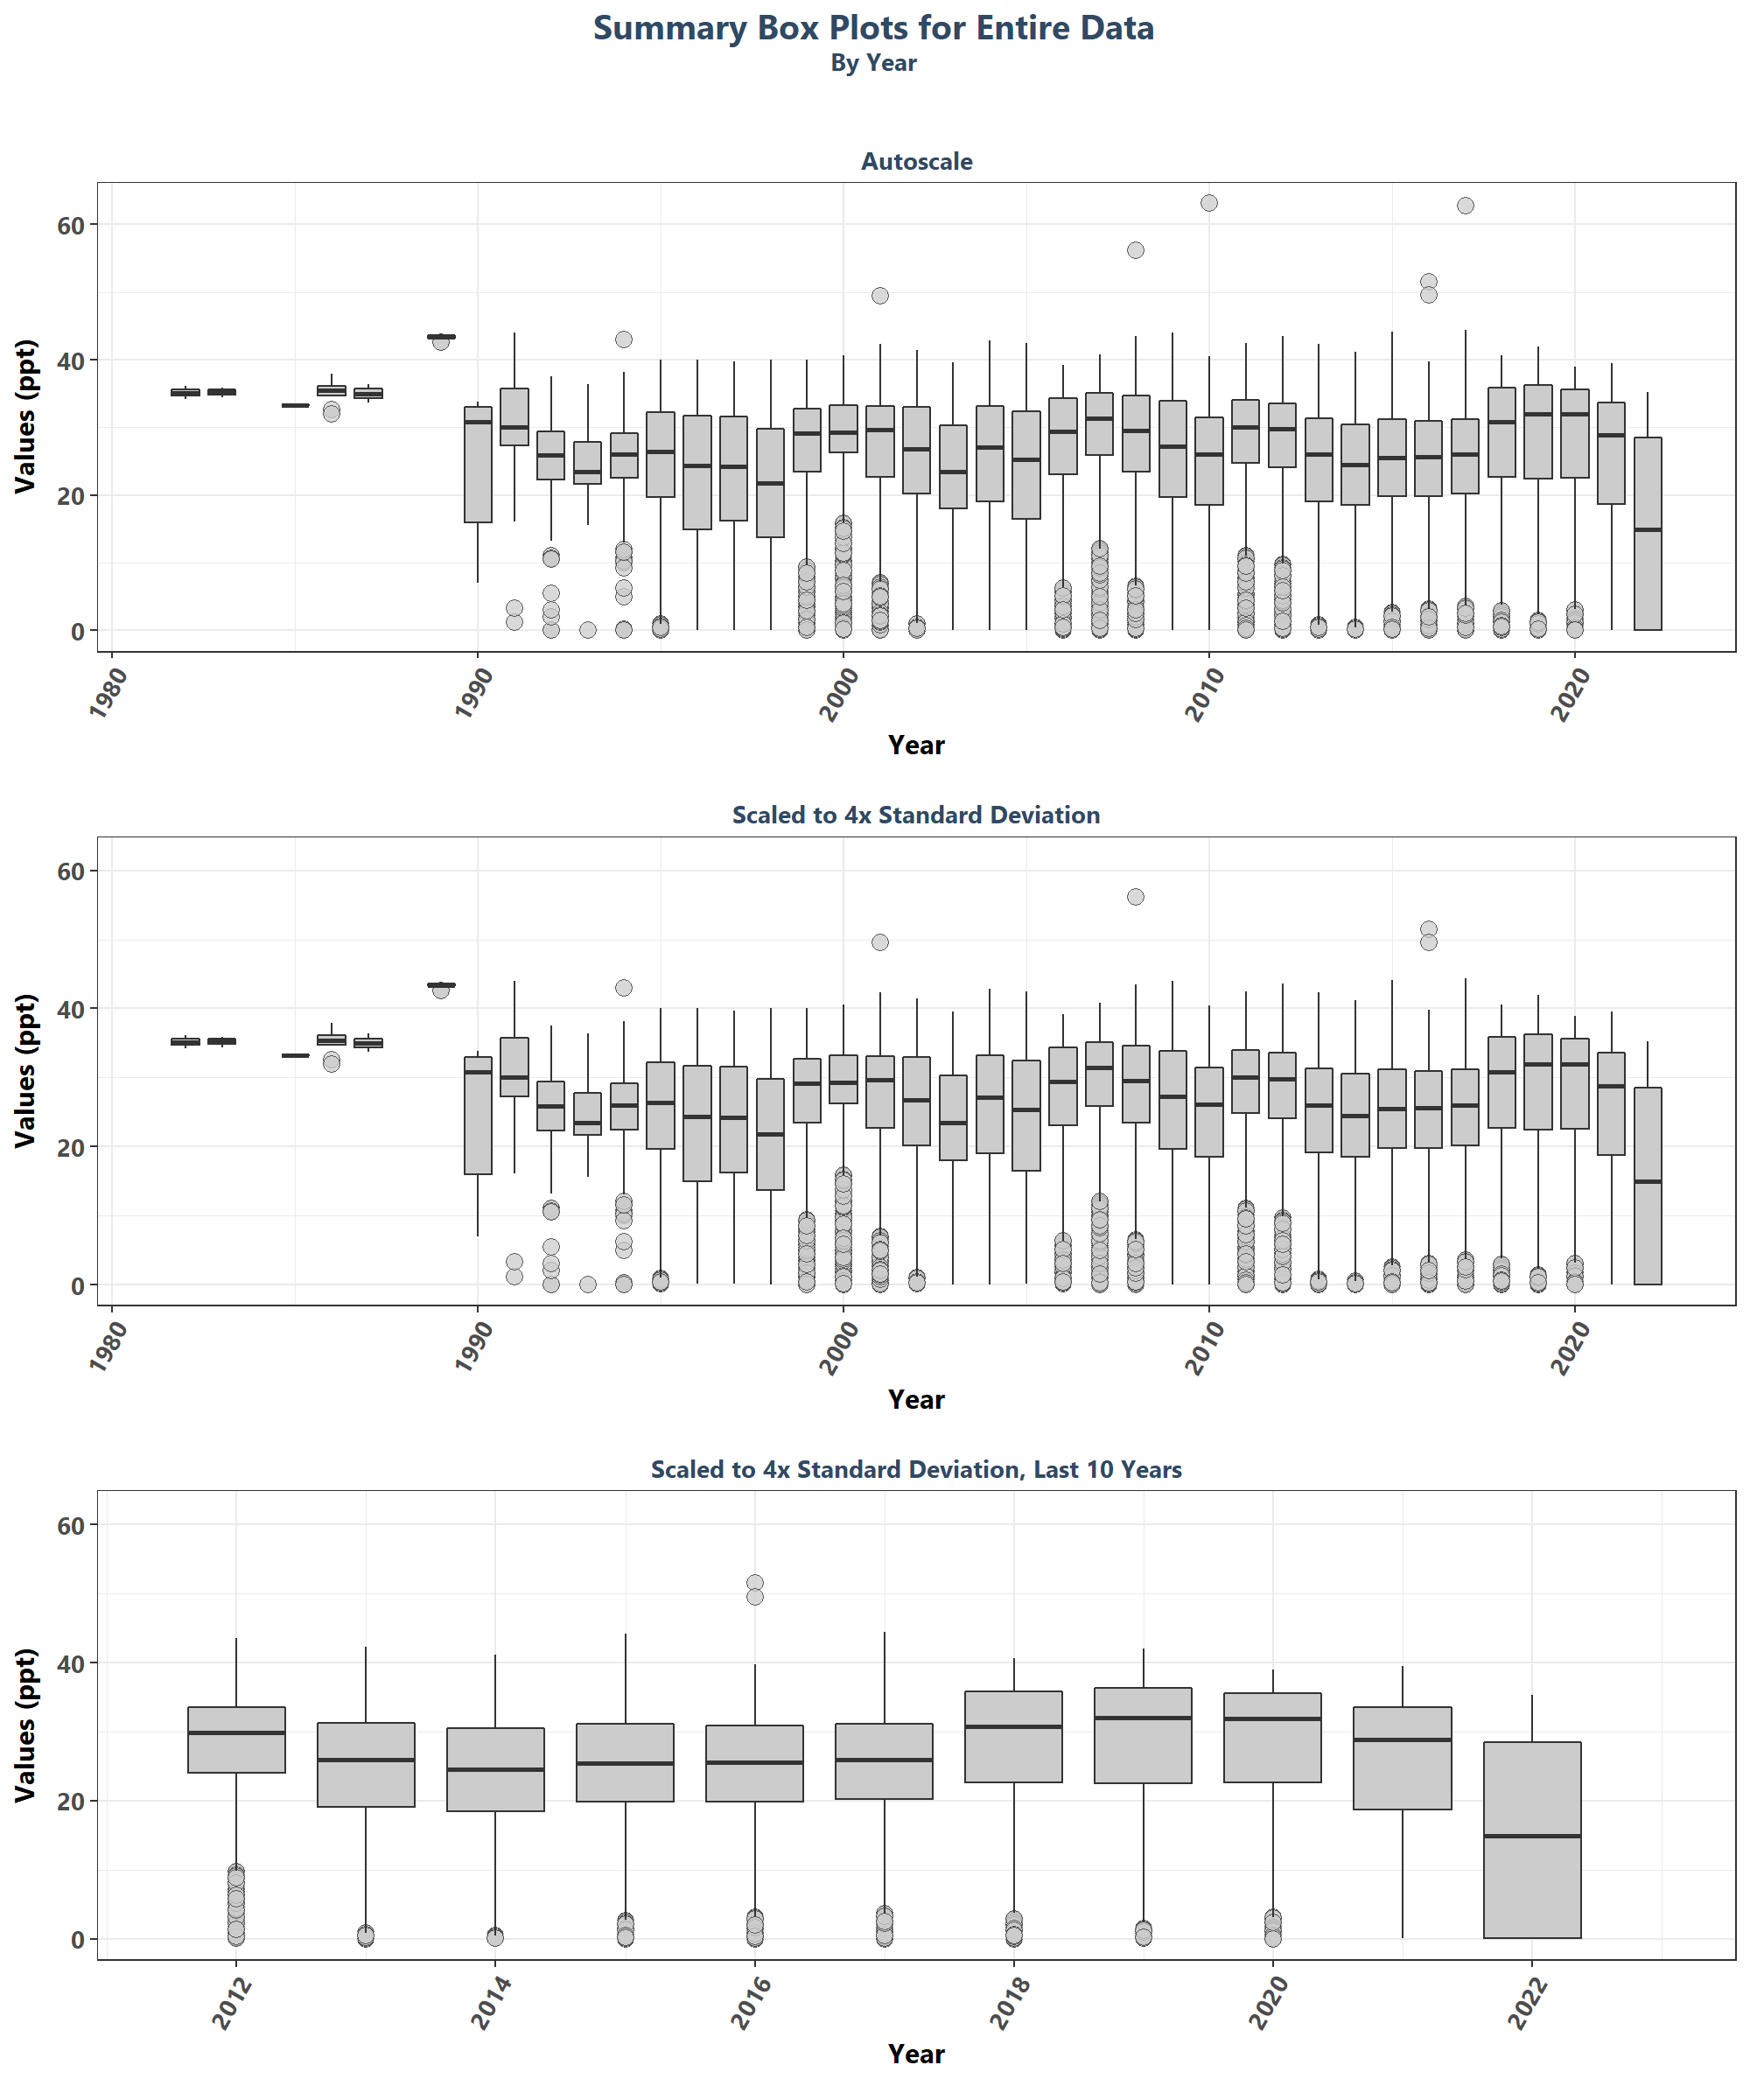 Summary Box Plots for Entire Data
By Year
Autoscale
Values (ppt)
60
40
20
0
1980
1990
2000
2010
2020
Year
Scaled to 4x Standard Deviation
Values (ppt)
60
40
20
0
1980
1990
2000
2010
2020
Year
Scaled to 4x Standard Deviation, Last 10 Years
Values (ppt)
60
40
20
0
2012
2014
2016
2018
2020
2022
Year